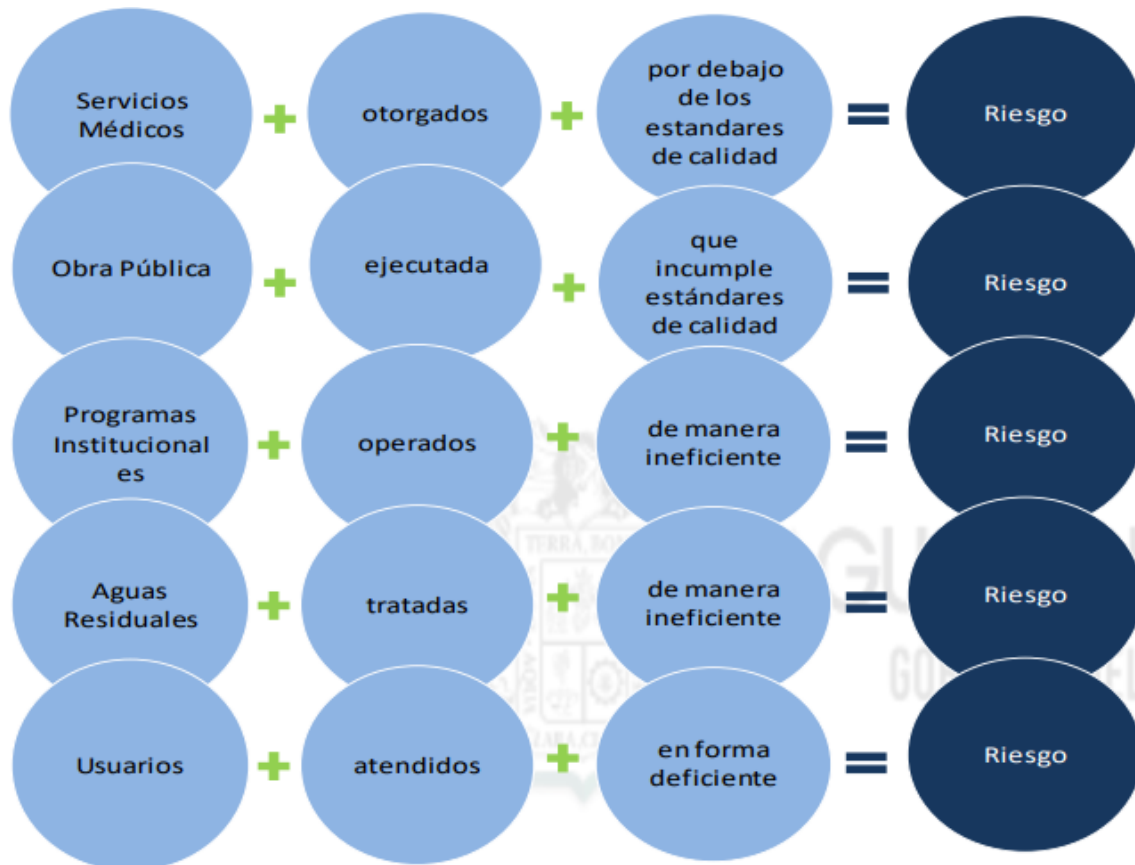 Servicios
Médicos
+
otorgados
+
por debajo
de los
estandares
de calidad
=
Riesgo
Obra Pública
+
ejecutada
+
que
incumple
estándares
de calidad
=
Riesgo
Programas
Institucional
es
+
operados
+
de manera
ineficiente
=
Riesgo
Aguas
Residuales
+
tratadas
+
de manera
ineficiente
=
Riesgo
Usuarios
+
atendidos
+
en forma
deficiente
=
Riesgo